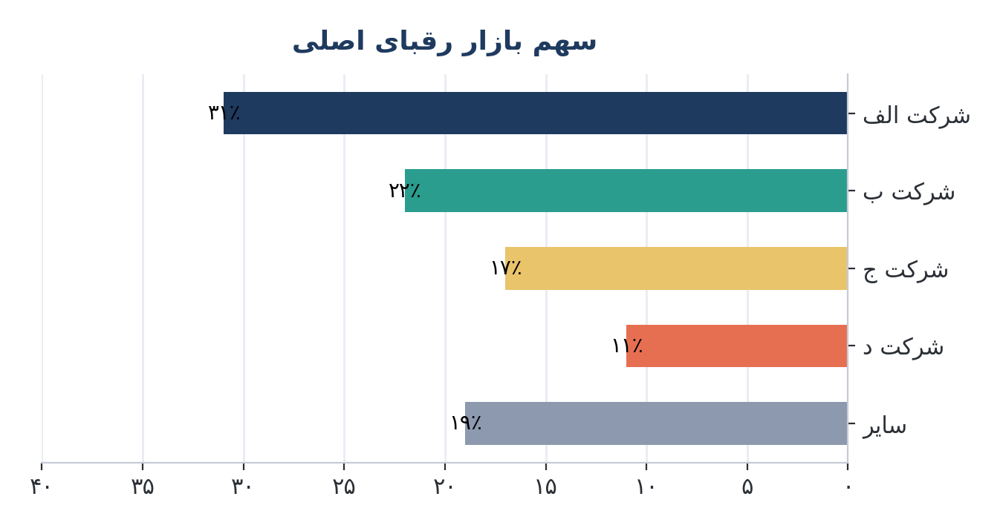 سهم بازار رقبای اصلی
شرکت الف ۳۱٪
شرکت ب ۲۲٪
شرکت ج ۱۷٪
شرکت د ۱۱٪
سایر ۱۹٪
۰ ۵ ۱۰ ۱۵ ۲۰ ۲۵ ۳۰ ۳۵ ۴۰